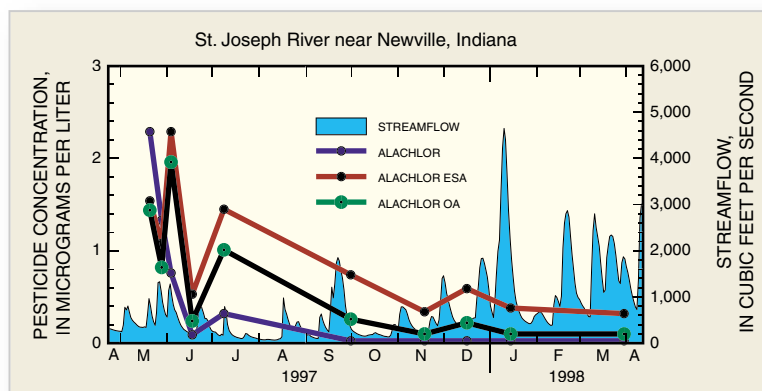 St. Joseph River near Newville, Indiana
PESTICIDE CONCENTRATION,
IN MICROGRAMS PER LITER
3
2
1
0
STREAMFLOW
ALACHLOR
ALACHLOR ESA
ALACHLOR OA
6,000
5,000
4,000
3,000
2,000
1,000
0
STREAMFLOW,
IN CUBIC FEET PER SECOND
A M J J A S O N D J F M A
1997 1998